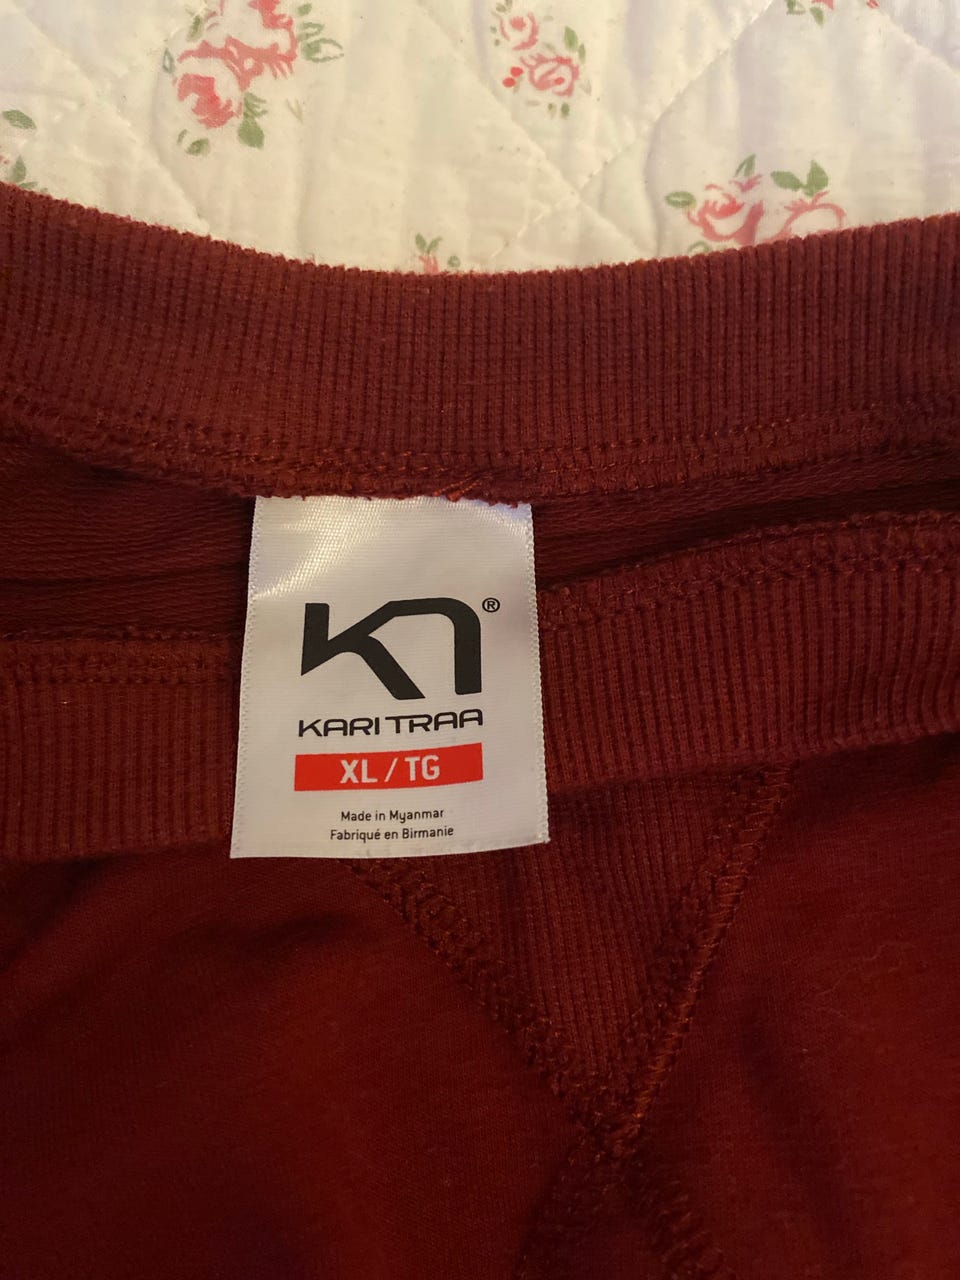 ®
KARI TRAA
XL / TG
Made in Myanmar
Fabriqué en Birmanie